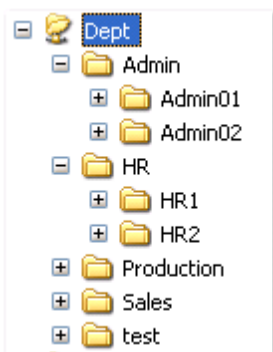 Dept
Admin
Admin01
Admin02
HR
HR1
HR2
Production
Sales
test